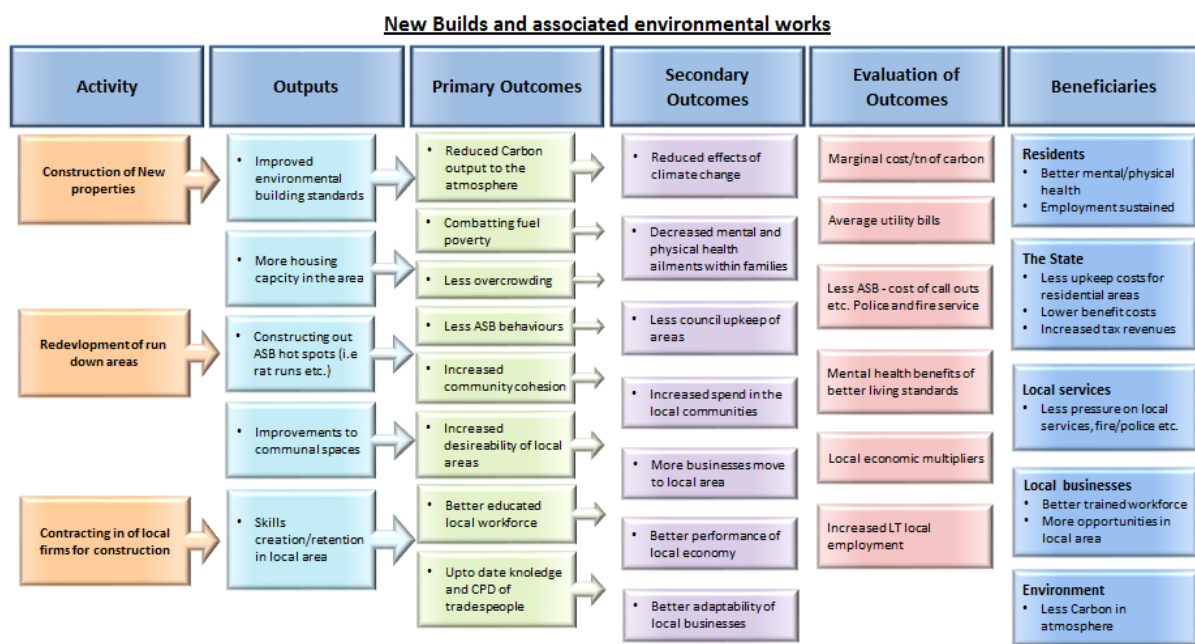 New Builds and associated environmental works
Activity
Outputs
Primary Outcomes
Secondary
Outcomes
Evaluation of
Outcomes
Beneficiaries
Construction of New
properties
Redevlopment of run
down areas
Contracting in of local
firms for construction
• Improved
environmental
building standards
• More housing
capcity in the area
• Constructing out
ASB hot spots (i.e
rat runs etc.)
• Improvements to
communal spaces
• Skills
creation/retention
in local area
• Reduced Carbon
output to the
atmosphere
• Combatting fuel
poverty
• Less overcrowding
• Less ASB behaviours
• Increased
community cohesion
• Increased
desireability of local
areas
• Better educated
local workforce
• Upto date knoledge
and CPD of
tradespeople
• Reduced effects of
climate change
• Decreased mental and
physical health
ailments within families
• Less council upkeep of
areas
• Increased spend in the
local communities
• More businesses move
to local area
• Better performance of
local economy
• Better adaptability of
local businesses
Marginal cost/tn of carbon
Average utility bills
Less ASB - cost of call outs
etc. Police and fire service
Mental health benefits of
better living standards
Local economic multipliers
Increased LT local
employment
Residents
• Better mental/physical
health
• Employment sustained
The State
• Less upkeep costs for
residential areas
• Lower benefit costs
• Increased tax revenues
Local services
• Less pressure on local
services, fire/police etc.
Local businesses
• Better trained workforce
• More opportunities in
local area
Environment
• Less Carbon in
atmosphere